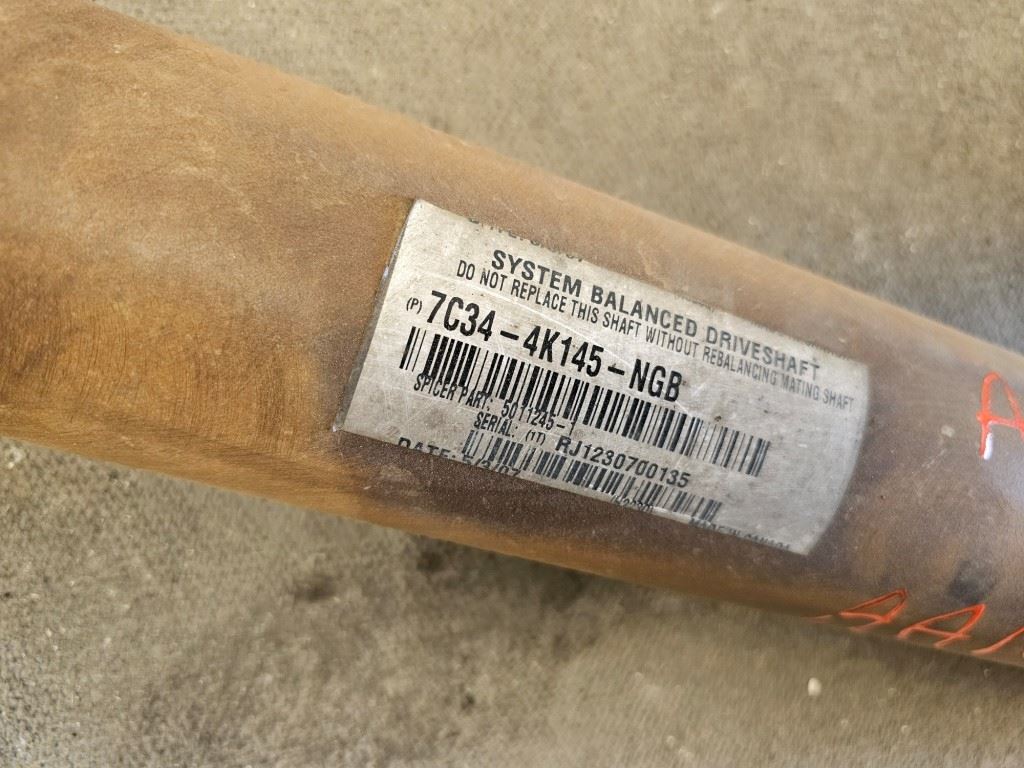 SYSTEM BALANCED DRIVESHAFT
DO NOT REPLACE THIS SHAFT WITHOUT REBALANCING MATING SHAFT
(P) 7C34-4K145-NGB
SPICER PART: 5011245-1
SERIAL: (1T) RJ1230700135
DATE:
A
AA